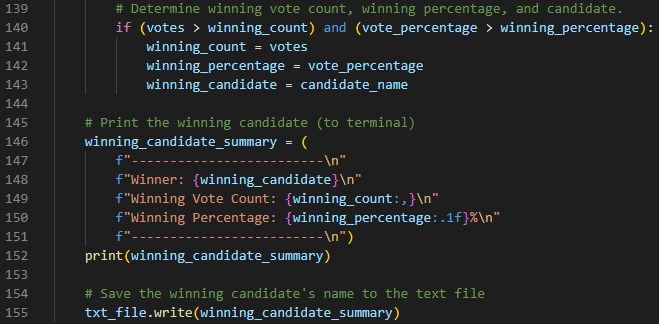 139 # Determine winning vote count, winning percentage, and candidate.
140 if (votes > winning_count) and (vote_percentage > winning_percentage):
141 winning_count = votes
142 winning_percentage = vote_percentage
143 winning_candidate = candidate_name
144
145 # Print the winning candidate (to terminal)
146 winning_candidate_summary = (
147 f"-------------------------\n"
148 f"Winner: {winning_candidate}\n"
149 f"Winning Vote Count: {winning_count:,}\n"
150 f"Winning Percentage: {winning_percentage:.1f}%\n"
151 f"-------------------------\n")
152 print(winning_candidate_summary)
153
154 # Save the winning candidate's name to the text file
155 txt_file.write(winning_candidate_summary)